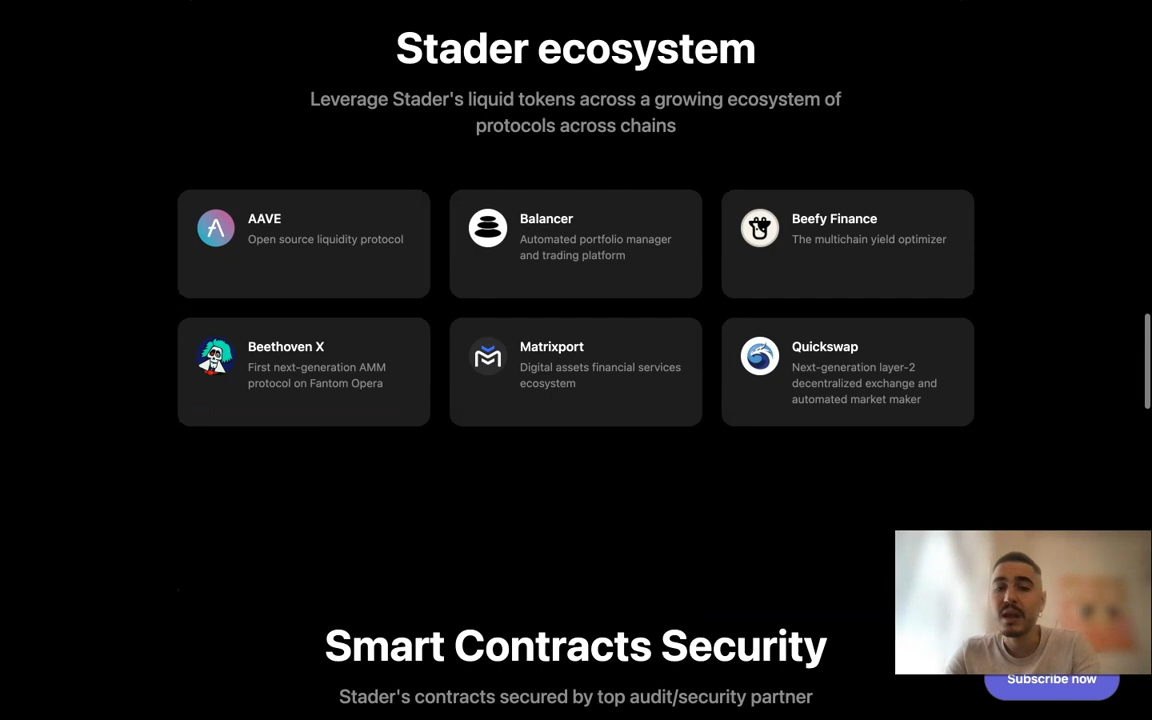 Stader ecosystem
Leverage Stader's liquid tokens across a growing ecosystem of
protocols across chains
AAVE
Open source liquidity protocol
Balancer
Automated portfolio manager
and trading platform
Beefy Finance
The multichain yield optimizer
Beethoven X
First next-generation AMM
protocol on Fantom Opera
Matrixport
Digital assets financial services
ecosystem
Quickswap
Next-generation layer-2
decentralized exchange and
automated market maker
Smart Contracts Security
Stader's contracts secured by top audit/security partner
Subscribe now